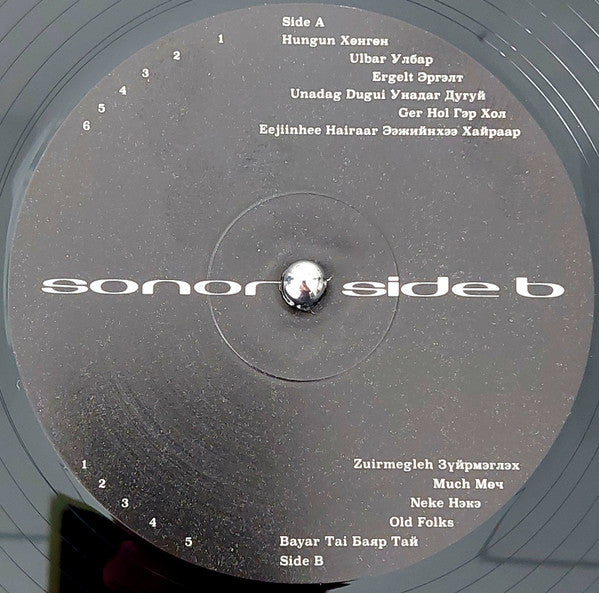 Side A
1 Hungun Хөнгөн
2 Ulbar Улбар
3 Ergelt Эргэлт
4 Unadag Dugui Унадаг Дугуй
5 Ger Hol Гэр Хол
6 Eejiinhee Hairaar Ээжийнхээ Хайраар
sonor side b
1 Zuirmegleh Зүйрмэглэх
2 Much Мөч
3 Neke Нэкэ
4 Old Folks
5 Bayar Tai Баяр Тай
Side B